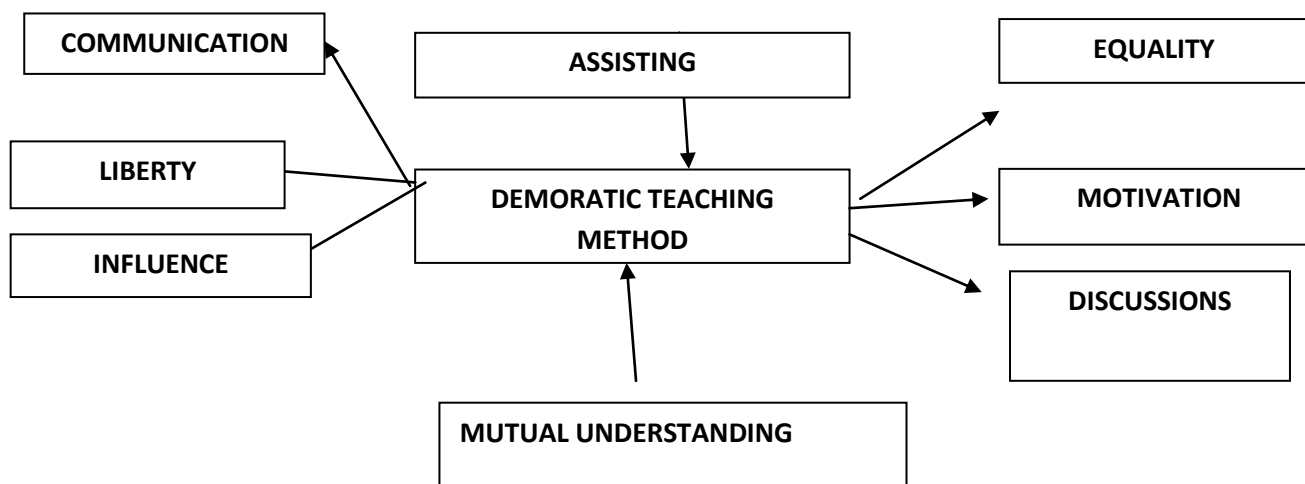 COMMUNICATION
ASSISTING
EQUALITY
LIBERTY
DEMORATIC TEACHING
METHOD
MOTIVATION
INFLUENCE
DISCUSSIONS
MUTUAL UNDERSTANDING